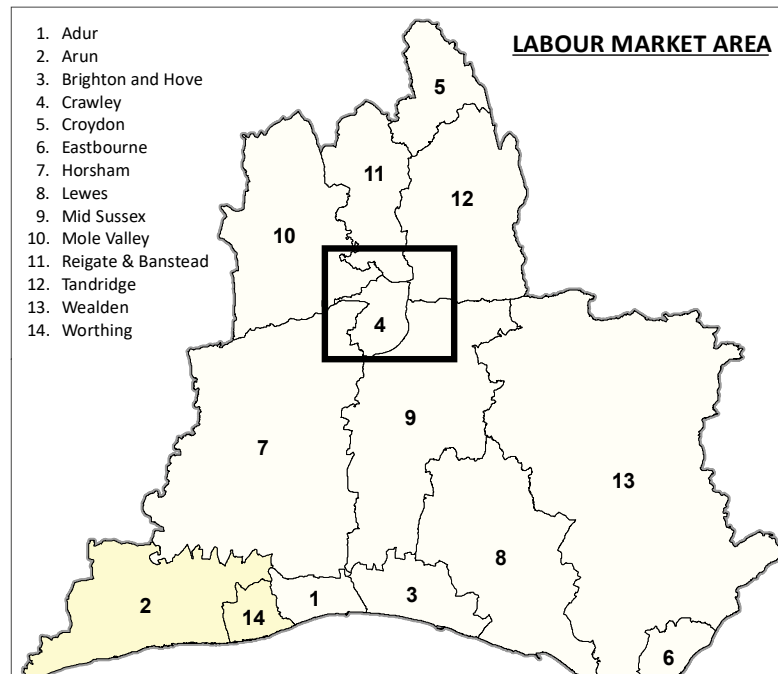 1. Adur
2. Arun
3. Brighton and Hove
4. Crawley
5. Croydon
6. Eastbourne
7. Horsham
8. Lewes
9. Mid Sussex
10. Mole Valley
11. Reigate & Banstead
12. Tandridge
13. Wealden
14. Worthing
LABOUR MARKET AREA
5
11
12
10
4
9
7
13
8
2
14
1
3
6